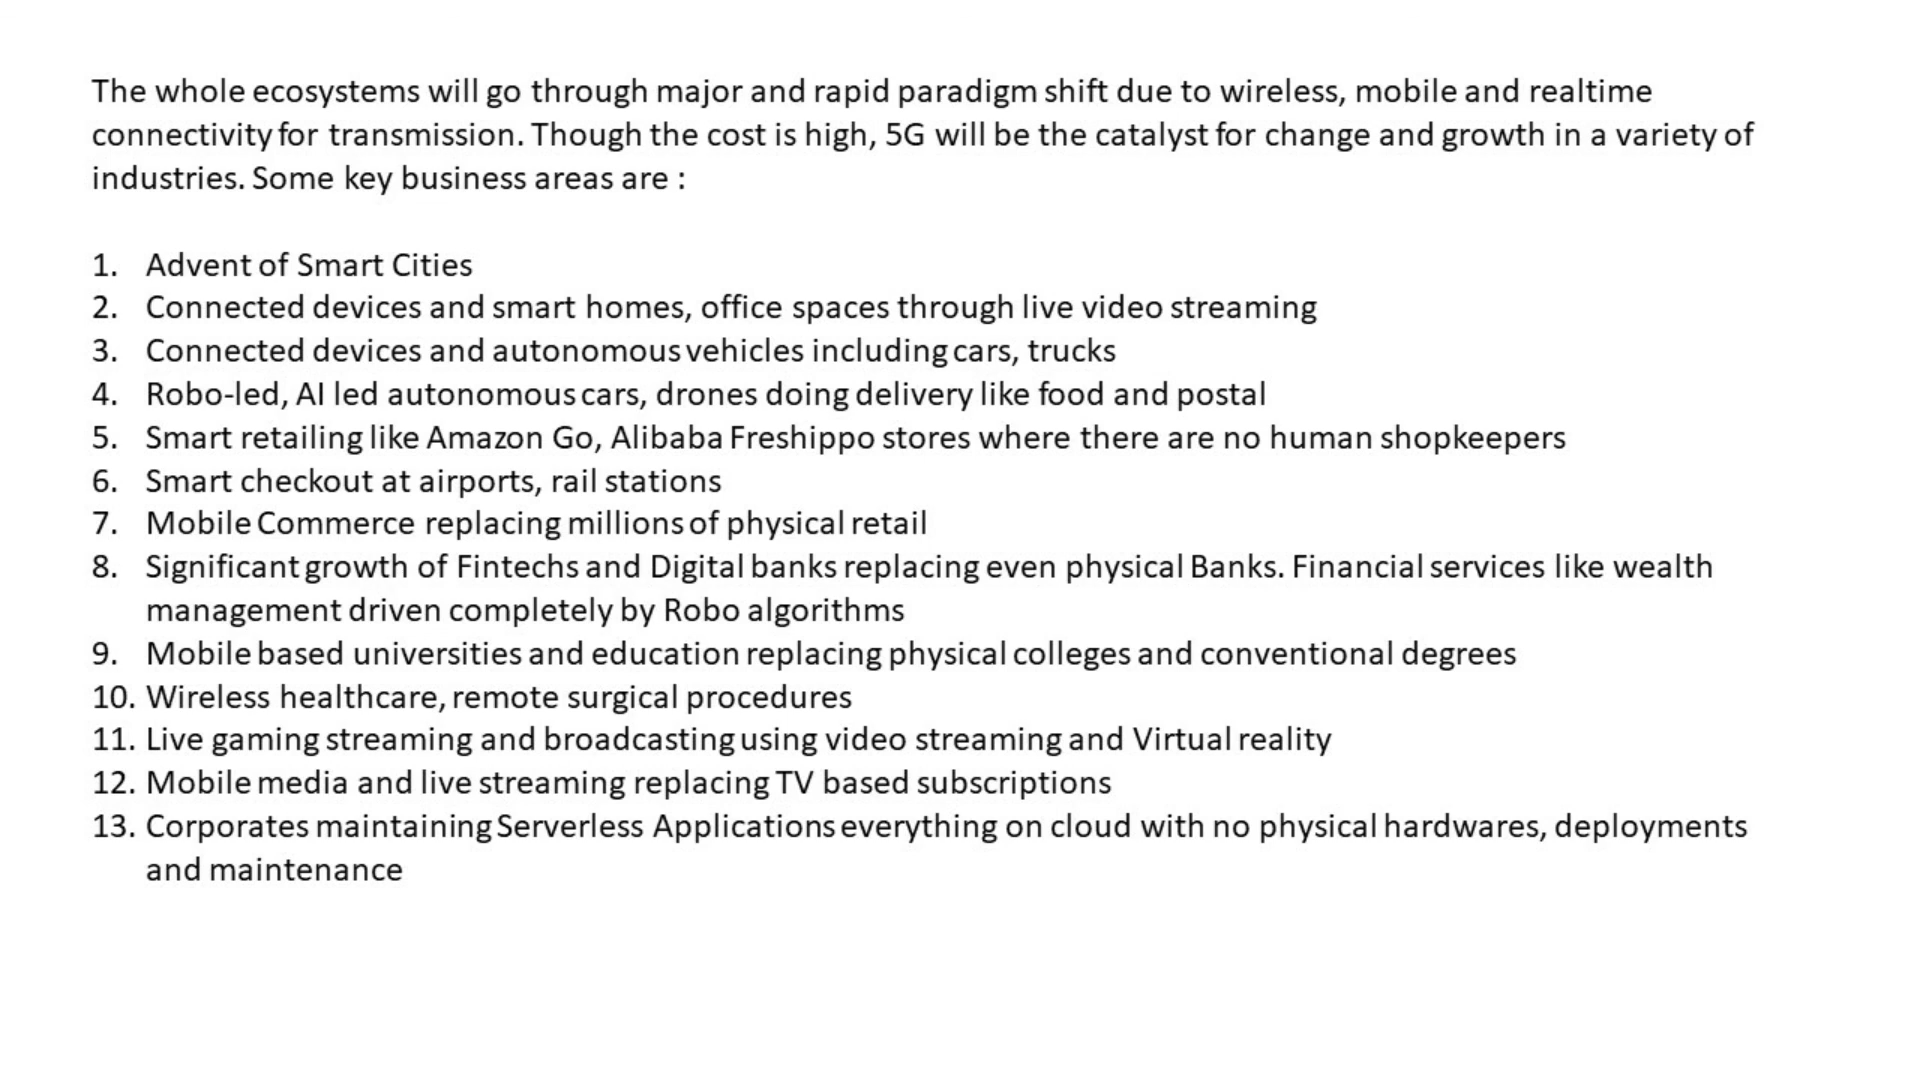 The whole ecosystems will go through major and rapid paradigm shift due to wireless, mobile and realtime
connectivity for transmission. Though the cost is high, 5G will be the catalyst for change and growth in a variety of
industries. Some key business areas are :
1. Advent of Smart Cities
2. Connected devices and smart homes, office spaces through live video streaming
3. Connected devices and autonomous vehicles including cars, trucks
4. Robo-led, AI led autonomous cars, drones doing delivery like food and postal
5. Smart retailing like Amazon Go, Alibaba Freshippo stores where there are no human shopkeepers
6. Smart checkout at airports, rail stations
7. Mobile Commerce replacing millions of physical retail
8. Significant growth of Fintechs and Digital banks replacing even physical Banks. Financial services like wealth
management driven completely by Robo algorithms
9. Mobile based universities and education replacing physical colleges and conventional degrees
10. Wireless healthcare, remote surgical procedures
11. Live gaming streaming and broadcasting using video streaming and Virtual reality
12. Mobile media and live streaming replacing TV based subscriptions
13. Corporates maintaining Serverless Applications everything on cloud with no physical hardwares, deployments
and maintenance